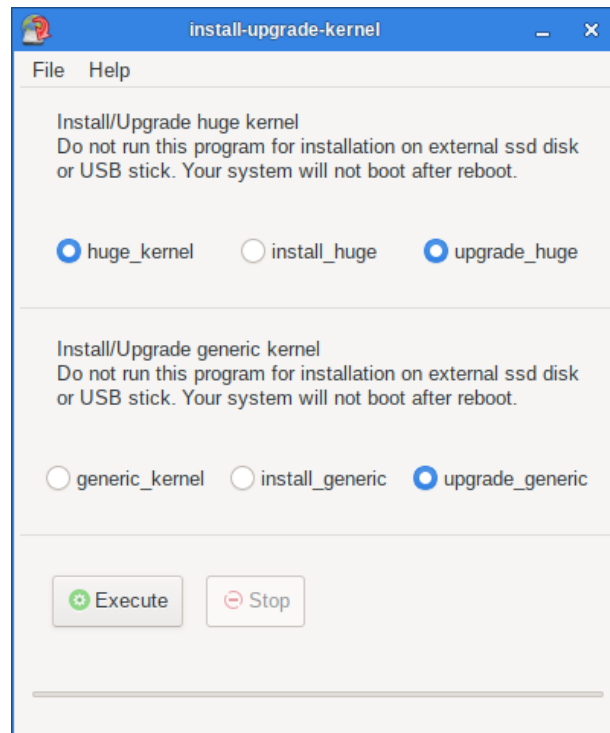 install-upgrade-kernel
File Help
Install/Upgrade huge kernel
Do not run this program for installation on external ssd disk
or USB stick. Your system will not boot after reboot.
huge_kernel install_huge upgrade_huge
Install/Upgrade generic kernel
Do not run this program for installation on external ssd disk
or USB stick. Your system will not boot after reboot.
generic_kernel install_generic upgrade_generic
Execute Stop